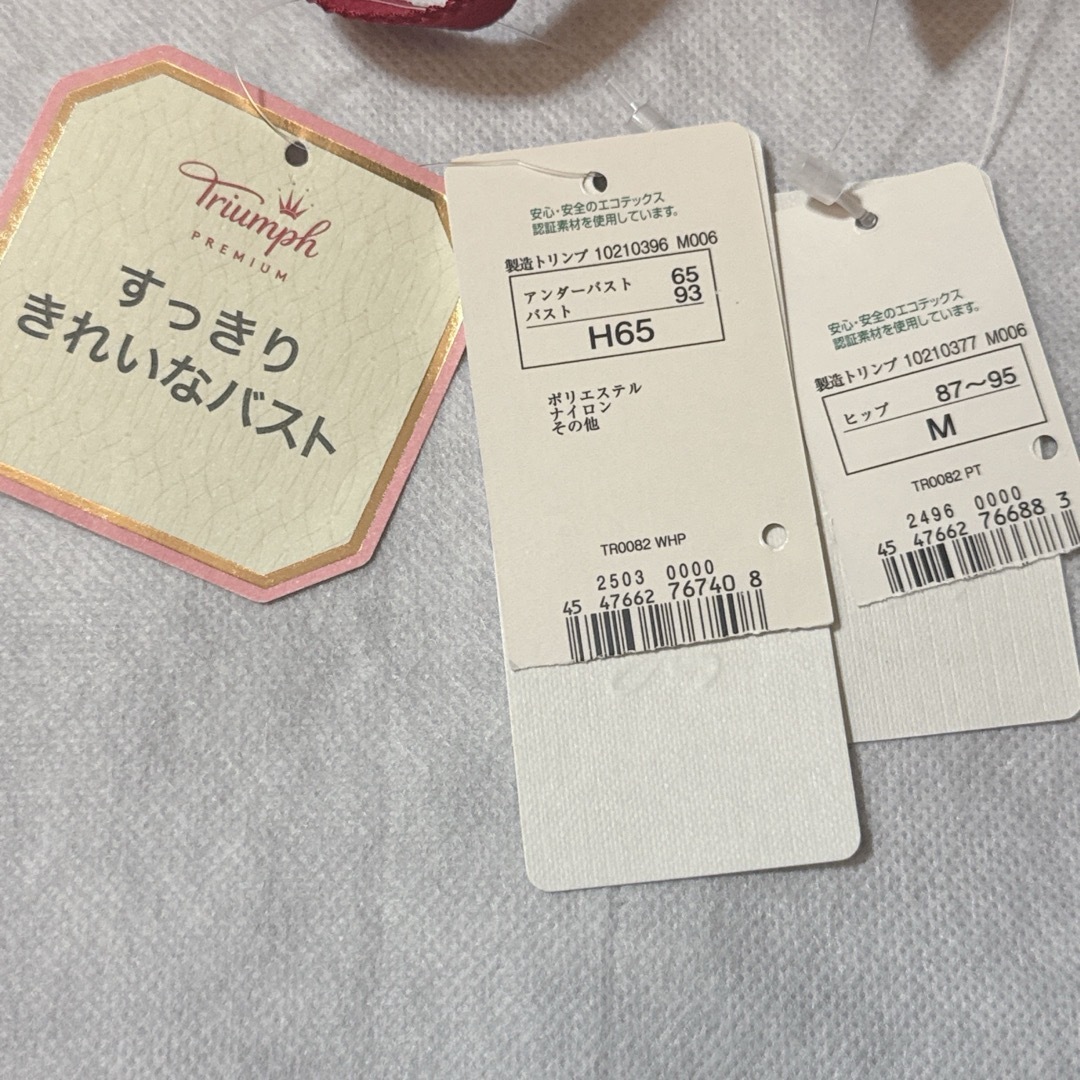 Triumph
PREMIUM
すっきり
きれいなバスト
安心・安全のエコテックス
認証素材を使用しています。
製造トリンプ 10210396 M006
アンダーバスト 65
バスト 93
H65
ポリエステル
ナイロン
その他
TR0082 WHP
2503 0000
45 47662 76740 8
安心・安全のエコテックス
認証素材を使用しています。
製造トリンプ 10210377 M006
ヒップ 87〜95
M
TR0082 PT
2496 0000
45 47662 76688 3